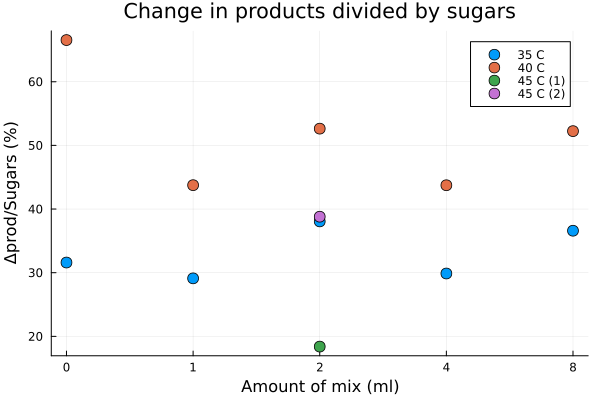 Change in products divided by sugars
35 C
40 C
45 C (1)
45 C (2)
Δprod/Sugars (%)
60
50
40
30
20
0 1 2 4 8
Amount of mix (ml)